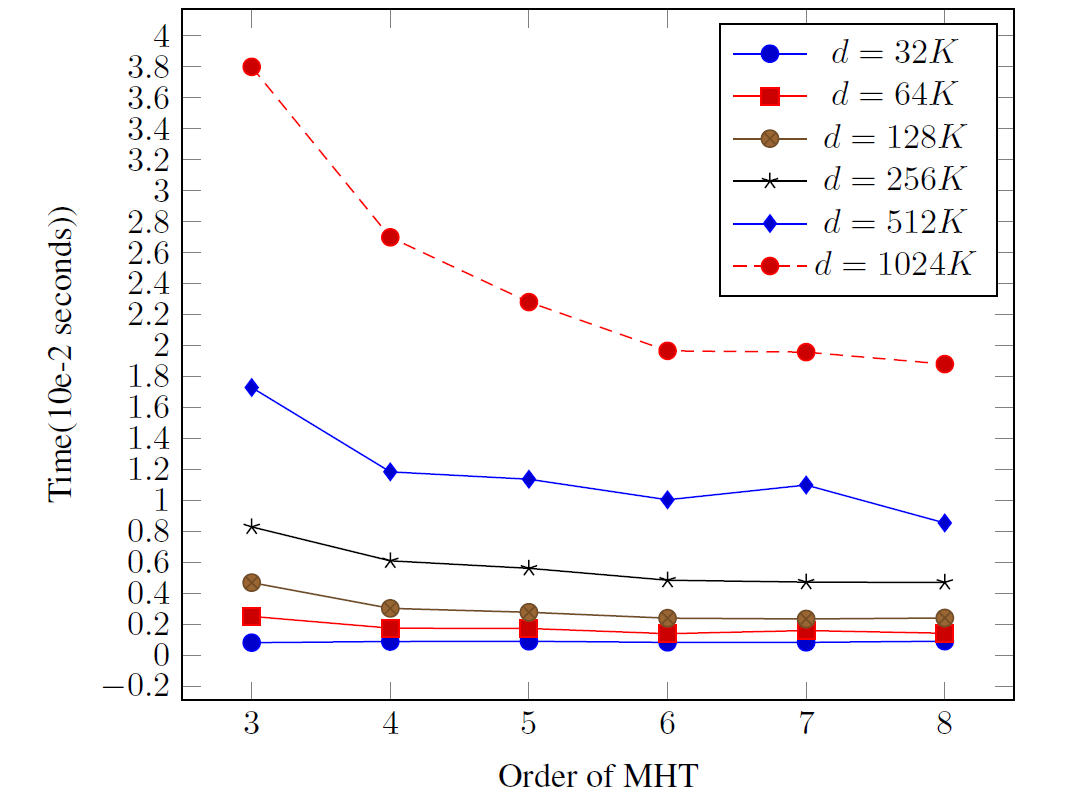 4
3.8
3.6
3.4
3.2
3
2.8
2.6
2.4
2.2
2
1.8
1.6
1.4
1.2
1
0.8
0.6
0.4
0.2
0
−0.2
Time(10e-2 seconds))
d = 32K
d = 64K
d = 128K
d = 256K
d = 512K
d = 1024K
3 4 5 6 7 8
Order of MHT